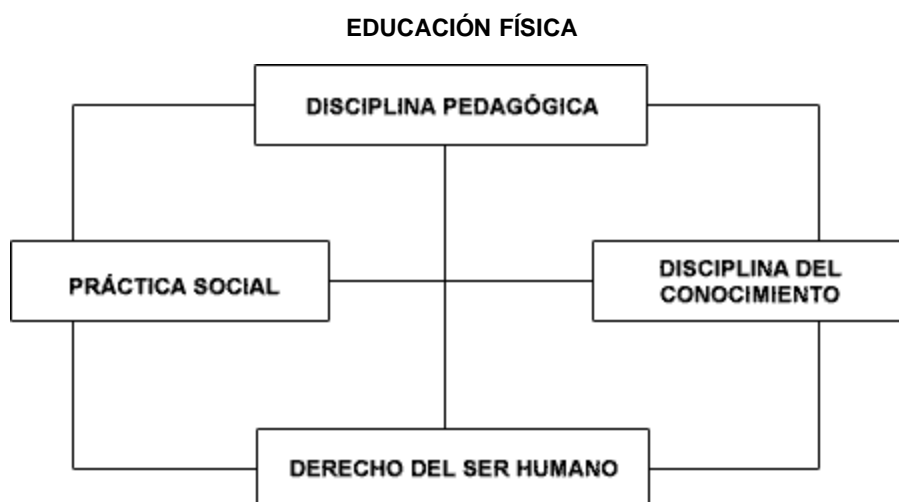 EDUCACIÓN FÍSICA
DISCIPLINA PEDAGÓGICA
PRÁCTICA SOCIAL
DISCIPLINA DEL
CONOCIMIENTO
DERECHO DEL SER HUMANO